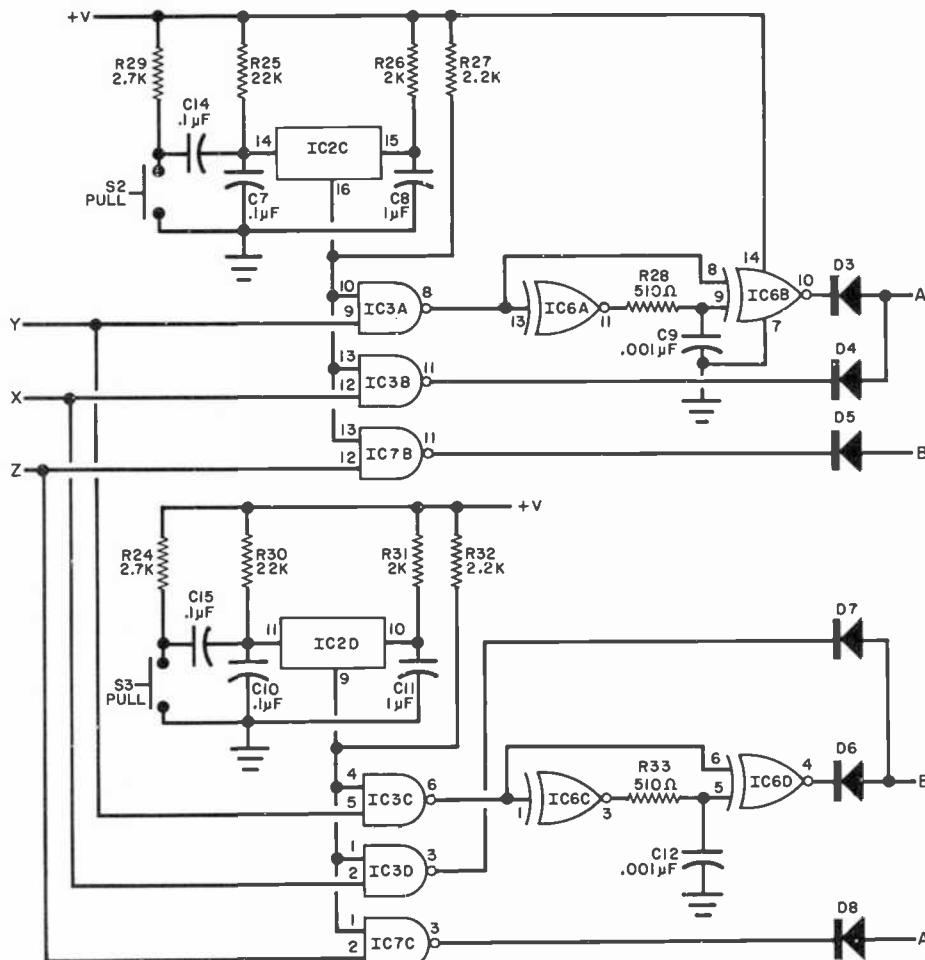 +V
R29
2.7K
R25
22K
R26
2K
R27
2.2K
C14
.1µF
14
IC2C
15
16
S2
PULL
C7
.1µF
C8
1µF
10
9
IC3A
8
13
IC6A
11
R28
8
9
IC6B
14
10
7
D3
A
C9
.001µF
Y
13
12
IC3B
11
D4
X
13
12
IC7B
11
D5
Z
+V
R24
2.7K
R30
22K
R31
2K
R32
2.2K
C15
.1µF
11
IC2D
10
9
S3
PULL
C10
.1µF
C11
1µF
D7
4
5
IC3C
6
1
IC6C
3
R33
510Ω
6
5
IC6D
4
D6
1
2
IC3D
3
C12
.001µF
1
2
IC7C
3
D8
A